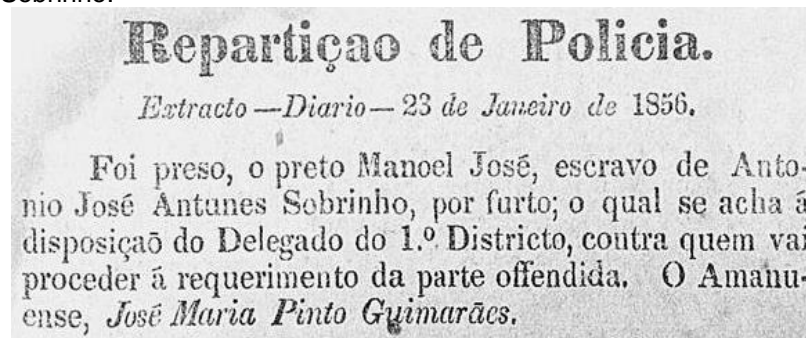 Sobrinho.
Repartiçao de Policia.
Extracto —Diario— 23 de Janeiro de 1856.
Foi preso, o preto Manoel José, escravo de Anto-
nio José Antunes Sobrinho, por furto; o qual se acha á
disposiçaõ do Delegado do 1.º Districto, contra quem vai
proceder á requerimento da parte offendida. O Amanu-
ense, José Maria Pinto Guimarães.